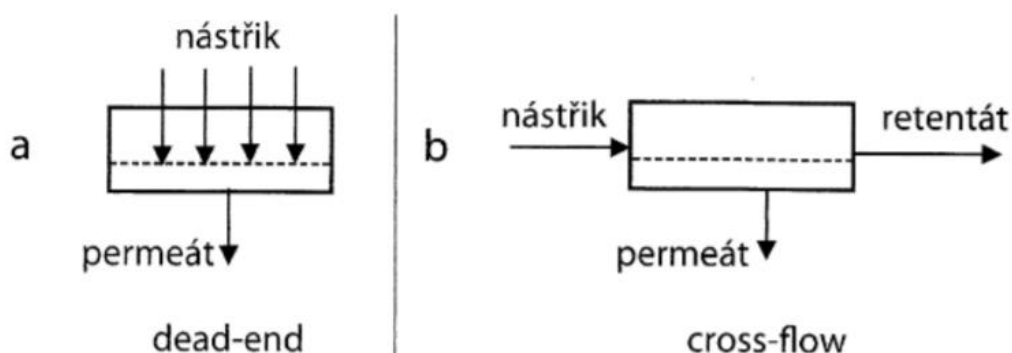 nástřik
a
permeát
dead-end
b
nástřik
retentát
permeát
cross-flow